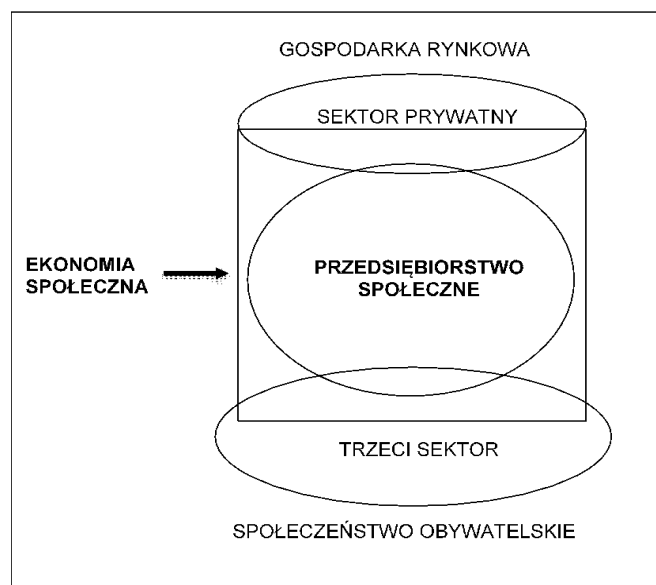 GOSPODARKA RYNKOWA
SEKTOR PRYWATNY
EKONOMIA
SPOŁECZNA
PRZEDSIĘBIORSTWO
SPOŁECZNE
TRZECI SEKTOR
SPOŁECZEŃSTWO OBYWATELSKIE